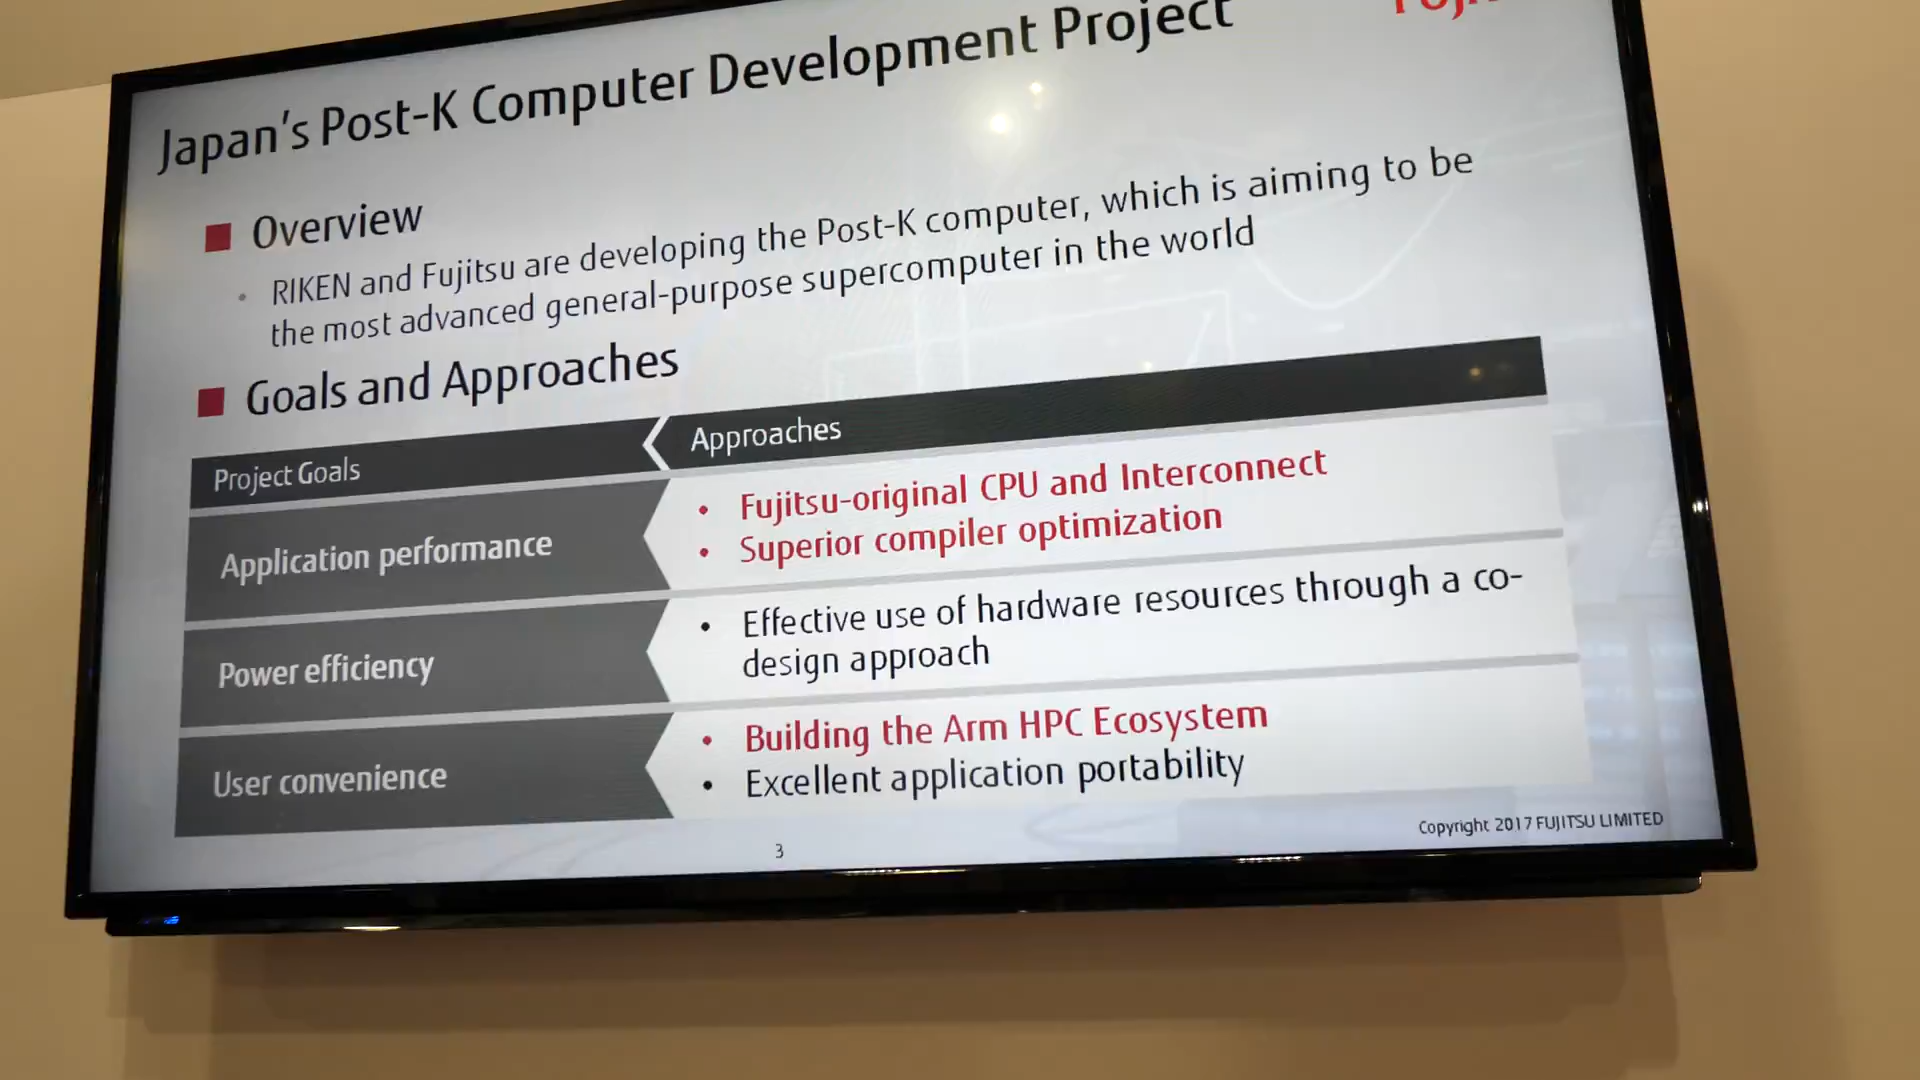 Japan's Post-K Computer Development Project
Overview
• RIKEN and Fujitsu are developing the Post-K computer, which is aiming to be
the most advanced general-purpose supercomputer in the world
Goals and Approaches
Project Goals
Approaches
Application performance
• Fujitsu-original CPU and Interconnect
• Superior compiler optimization
Power efficiency
• Effective use of hardware resources through a co-
design approach
User convenience
• Building the Arm HPC Ecosystem
• Excellent application portability
3
Copyright 2017 FUJITSU LIMITED